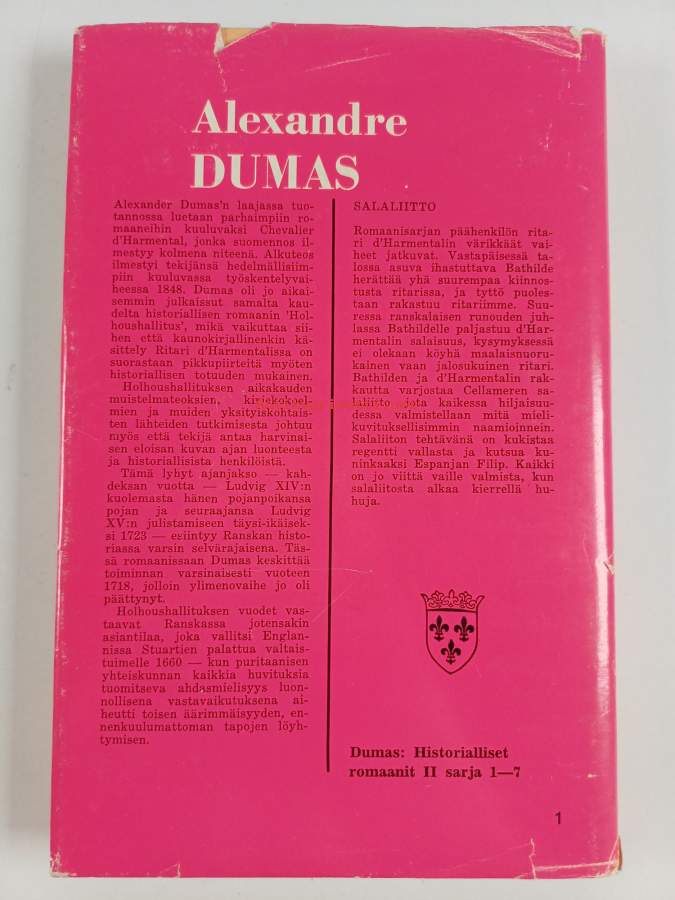 Alexandre
DUMAS
Alexander Dumas'n laajassa tuo-
tannossa luetaan parhaimpiin ro-
maaneihin kuuluvaksi Chevalier
d'Harmental, jonka suomennos il-
mestyy kolmena niteenä. Alkuteos
ilmestyi tekijänsä hedelmällisiim-
piin kuuluvassa työskentelyvai-
heessa 1848. Dumas oli jo aikai-
semmin julkaissut samalta kau-
delta historiallisen romaanin 'Hol-
houshallitus', mikä vaikuttaa sii-
hen että kaunokirjallinenkin kä-
sittely Ritari d'Harmentalissa on
suorastaan pikkupiirteitä myöten
historiallisen totuuden mukainen.
Holhoushallituksen aikakauden
muistelmateoksien, kirjekokoel-
mien ja muiden yksityiskohtais-
ten lähteiden tutkimisesta johtuu
myös että tekijä antaa harvinai-
sen eloisan kuvan ajan luonteesta
ja historiallisista henkilöistä.
Tämä lyhyt ajanjakso — kah-
deksan vuotta — Ludvig XIV:n
kuolemasta hänen pojanpoikansa
pojan ja seuraajansa Ludvig
XV:n julistamiseen täysi-ikäisek-
si 1723 — esiintyy Ranskan histo-
riassa varsin selvärajaisena. Täs-
sä romaanissaan Dumas keskittää
toiminnan varsinaisesti vuoteen
1718, jolloin ylimenovaihe jo oli
päättynyt.
Holhoushallituksen vuodet vas-
taavat Ranskassa jotensakin
asiantilaa, joka vallitsi Englan-
nissa Stuartien palattua valtais-
tuimelle 1660 — kun puritaanisen
yhteiskunnan kaikkia huvituksia
tuomitseva ahdasmielisyys luon-
nollisena vastavaikutuksena ai-
heutti toisen äärimmäisyyden, en-
nenkuulumattoman tapojen löyh-
tymisen.
SALALIITTO
Romaanisarjan päähenkilön rita-
ri d'Harmentalin värikkäät vai-
heet jatkuvat. Vastapäisessä ta-
lossa asuva ihastuttava Bathilde
herättää yhä suurempaa kiinnos-
tusta ritarissa, ja tyttö puoles-
taan rakastuu ritariimme. Suu-
ressa ranskalaisen runouden juh-
lassa Bathildelle paljastuu d'Har-
mentalin salaisuus, kysymyksessä
ei olekaan köyhä maalaisnuoru-
kainen vaan jalosukuinen ritari.
Bathilden ja d'Harmentalin rak-
kautta varjostaa Cellameren sa-
laliitto jota kaikessa hiljaisuu-
dessa valmistellaan mitä mieli-
kuvituksellisimmin naamioinnein.
Salaliiton tehtävänä on kukistaa
regentti vallasta ja kutsua ku-
ninkaaksi Espanjan Filip. Kaikki
on jo viittä vaille valmista, kun
salaliitosta alkaa kierrellä hu-
huja.
Dumas: Historialliset
romaanit II sarja 1—7
1